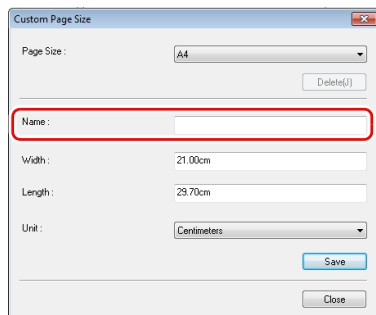 Custom Page Size
Page Size : A4
Delete(J)
Name :
Width : 21.00cm
Length : 29.70cm
Unit : Centimeters
Save
Close